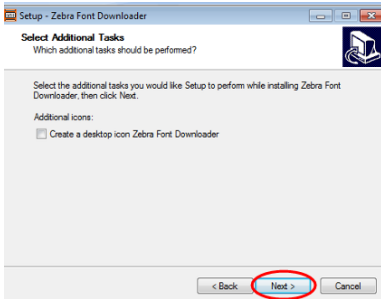 Setup - Zebra Font Downloader
Select Additional Tasks
Which additional tasks should be performed?
Select the additional tasks you would like Setup to perform while installing Zebra Font
Downloader, then click Next.
Additional icons:
Create a desktop icon Zebra Font Downloader
< Back Next > Cancel